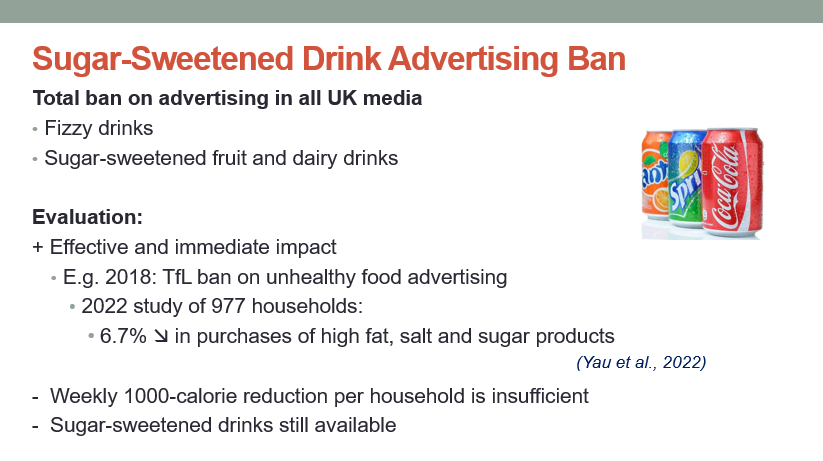 Sugar-Sweetened Drink Advertising Ban
Total ban on advertising in all UK media
• Fizzy drinks
• Sugar-sweetened fruit and dairy drinks
Fanta
Sprite
Coca-Cola
Evaluation:
+ Effective and immediate impact
• E.g. 2018: TfL ban on unhealthy food advertising
• 2022 study of 977 households:
• 6.7% ↘ in purchases of high fat, salt and sugar products
(Yau et al., 2022)
- Weekly 1000-calorie reduction per household is insufficient
- Sugar-sweetened drinks still available